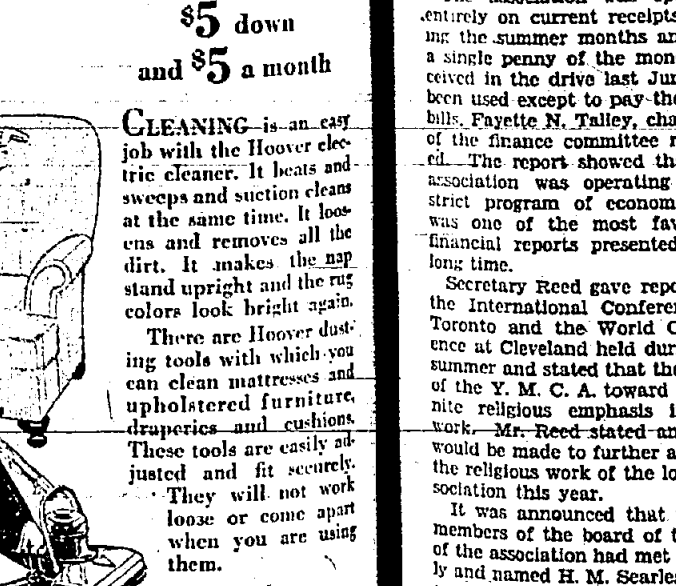 $5 down
and $5 a month
CLEANING is an easy
job with the Hoover elec-
tric cleaner. It beats and
sweeps and suction cleans
at the same time. It loos-
ens and removes all the
dirt. It makes the nap
stand upright and the rug
colors look bright again.
There are Hoover dust-
ing tools with which you
can clean mattresses and
upholstered furniture,
draperies and cushions.
These tools are easily ad-
justed and fit securely.
They will not work
loose or come apart
when you are using
them.
entirely on current receipts
ing the summer months an
a single penny of the mon
ceived in the drive last Jun
been used except to pay the
bills, Fayette N. Talley, cha
of the finance committee r
ed. The report showed tha
association was operating
strict program of econom
was one of the most fav
financial reports presented
long time.
Secretary Reed gave repo
the International Conferen
Toronto and the World C
ence at Cleveland held dur
summer and stated that the
of the Y. M. C. A. toward
nite religious emphasis i
work. Mr. Reed stated an
would be made to further a
the religious work of the lo
sociation this year.
It was announced that
members of the board of t
of the association had met
ly and named H. M. Searles